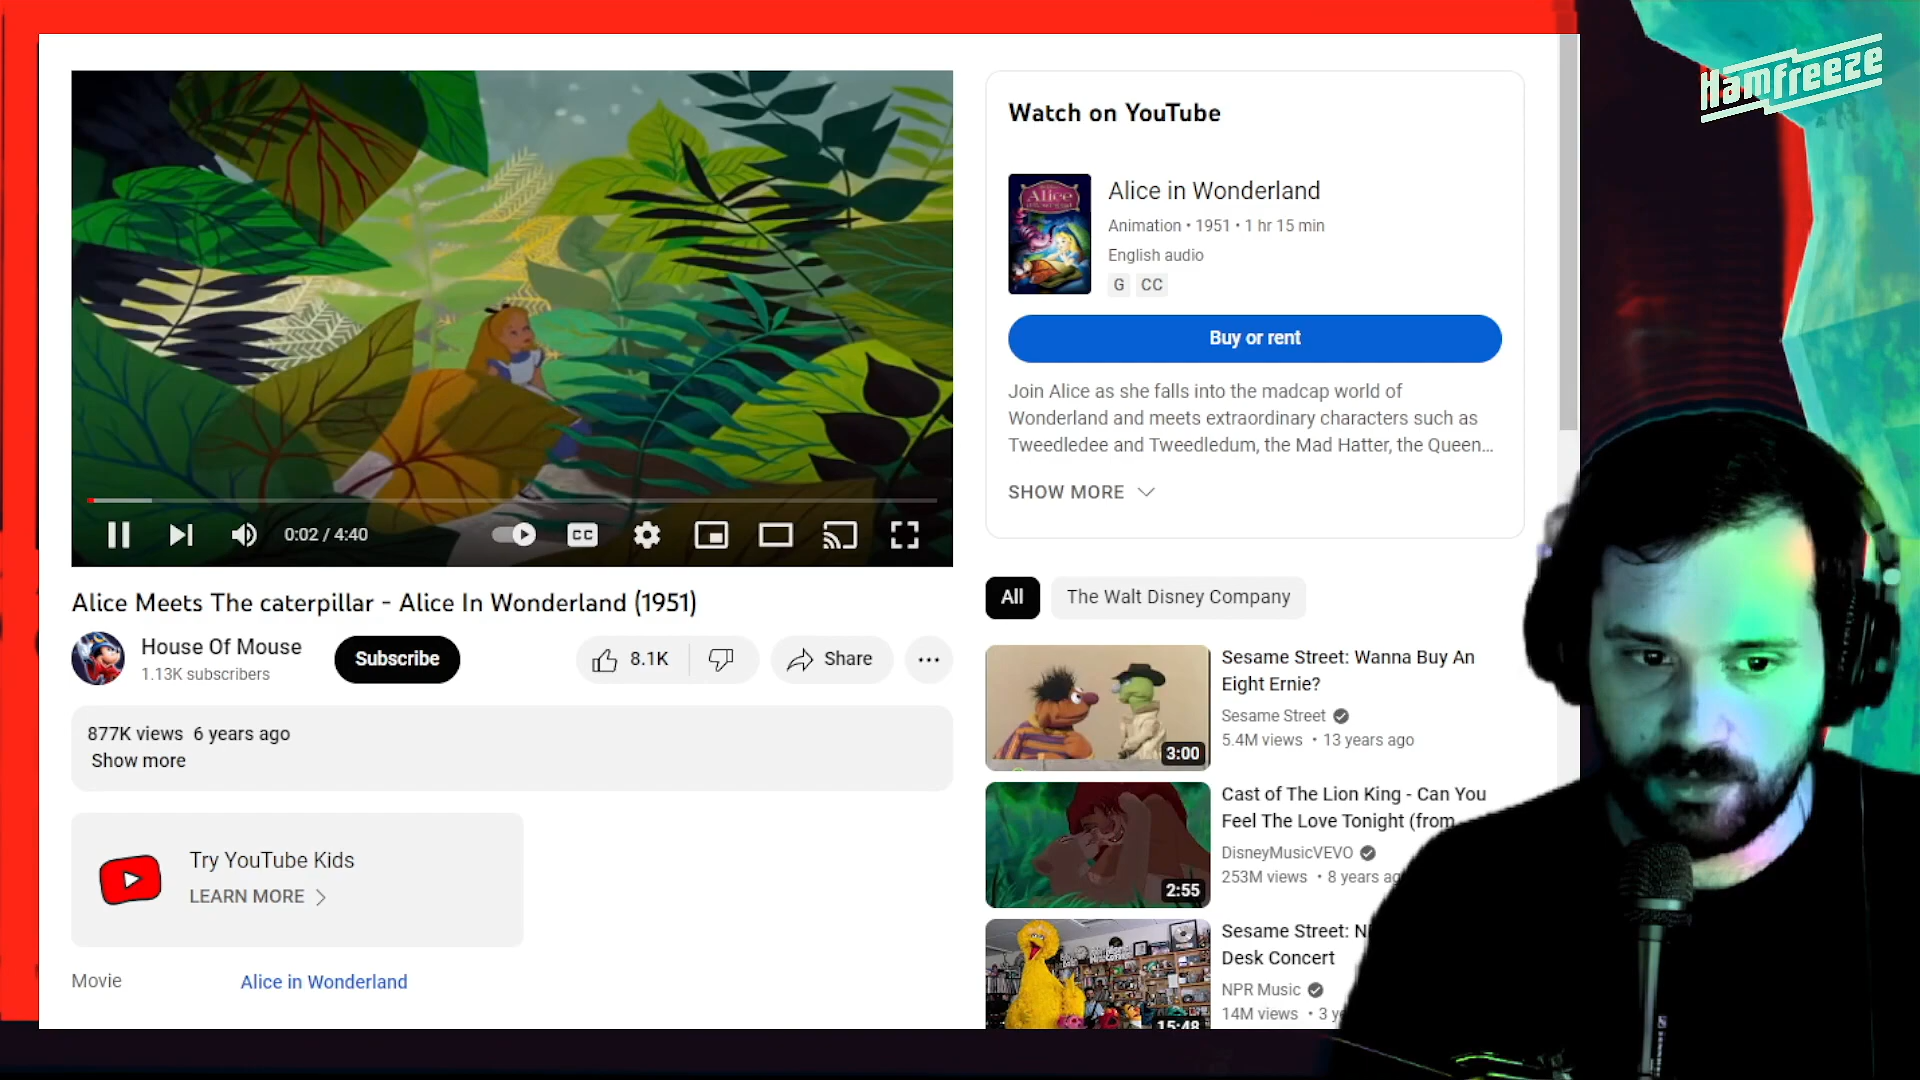 Hamfreeze
Watch on YouTube
Alice
Alice in Wonderland
Animation • 1951 • 1 hr 15 min
English audio
G CC
Buy or rent
Join Alice as she falls into the madcap world of
Wonderland and meets extraordinary characters such as
Tweedledee and Tweedledum, the Mad Hatter, the Queen...
SHOW MORE
0:02 / 4:40
CC
Alice Meets The caterpillar - Alice In Wonderland (1951)
House Of Mouse
1.13K subscribers
Subscribe
8.1K
Share
877K views 6 years ago
Show more
Try YouTube Kids
LEARN MORE
Movie
Alice in Wonderland
All
The Walt Disney Company
Sesame Street: Wanna Buy An
Eight Ernie?
Sesame Street
5.4M views • 13 years ago
3:00
Cast of The Lion King - Can You
Feel The Love Tonight (from
DisneyMusicVEVO
253M views • 8 years ag
2:55
Sesame Street: N
Desk Concert
NPR Music
14M views • 3 y
15:48